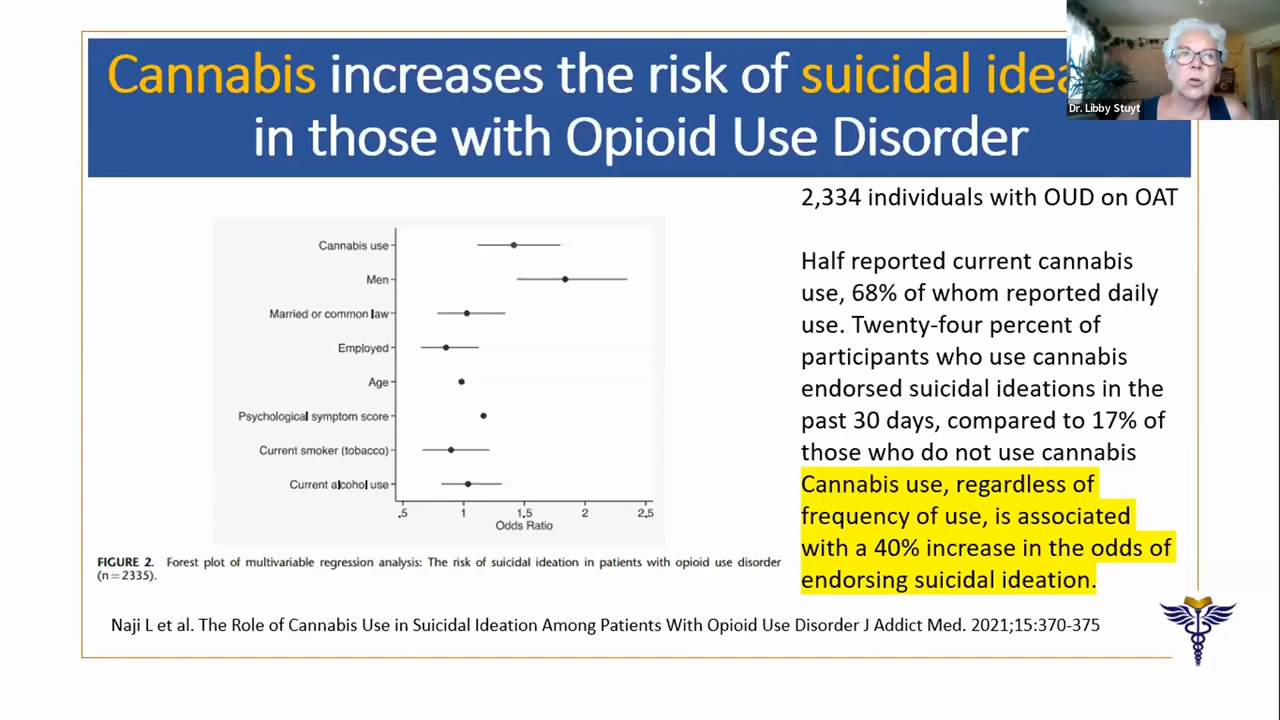 Cannabis increases the risk of suicidal idea
in those with Opioid Use Disorder
Dr. Libby Stuyt
2,334 individuals with OUD on OAT
Half reported current cannabis
use, 68% of whom reported daily
use. Twenty-four percent of
participants who use cannabis
endorsed suicidal ideations in the
past 30 days, compared to 17% of
those who do not use cannabis
Cannabis use, regardless of
frequency of use, is associated
with a 40% increase in the odds of
endorsing suicidal ideation.
Cannabis use
Men
Married or common law
Employed
Age
Psychological symptom score
Current smoker (tobacco)
Current alcohol use
.5 1 1.5 2 2.5
Odds Ratio
FIGURE 2. Forest plot of multivariable regression analysis: The risk of suicidal ideation in patients with opioid use disorder
(n=2335).
Naji L et al. The Role of Cannabis Use in Suicidal Ideation Among Patients With Opioid Use Disorder J Addict Med. 2021;15:370-375